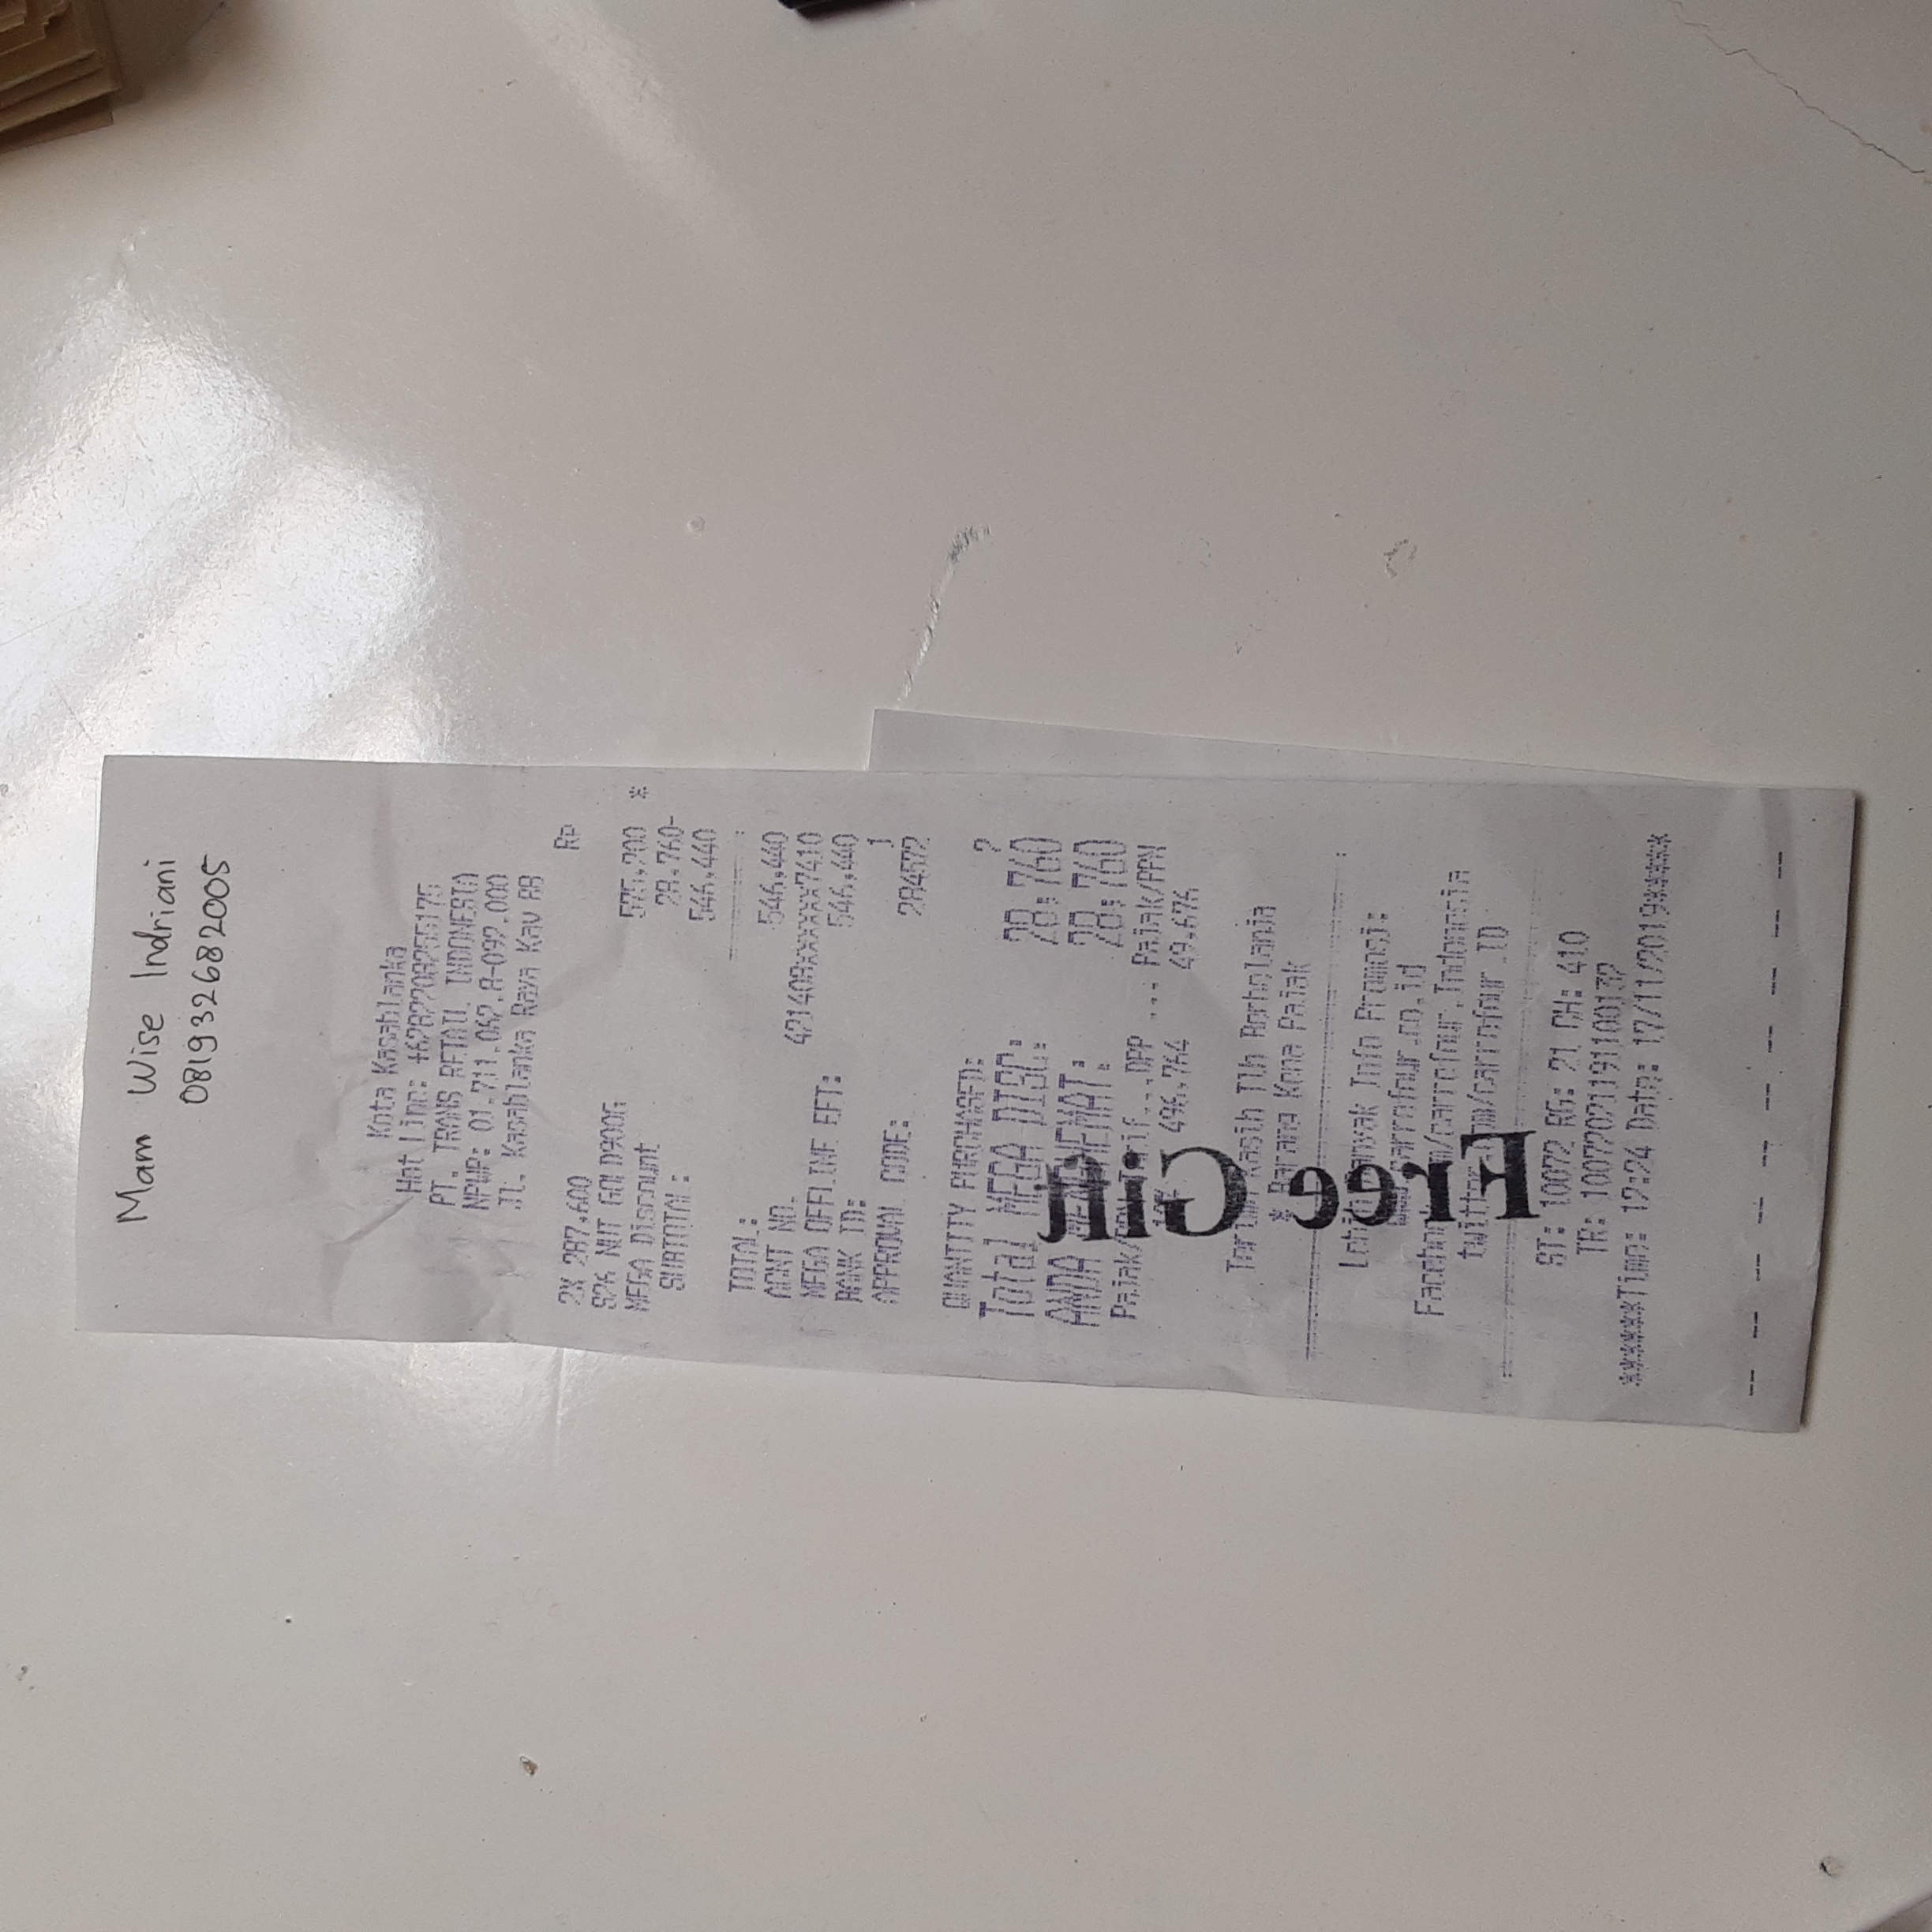 Mam Wise Indriani
081932682005
Kota Kasablanka
Hot Line: +6282208255175
PT. TRANS RETAIL INDONESIA
NPWP: 01.711.062.8-092.000
Jl. Kasablanka Raya Kav 88
Rp
2X 287,600
S26 NUT GOLD900G 575,200 *
MEGA Discount 28,760-
SUBTOTAL: 546,440
TOTAL: 546,440
ACNT NO. 421408xxxxxx7410
MEGA OFFLINE EFT: 546,440
BANK ID: 1
APPROVAL CODE: 284572
QUANTITY PURCHASED: 2
Total MEGA DISC: 28,760
ANDA MENGHEMAT: 28,760
Pajak/PPN Tarif...DPP ... Pajak/PPN
10% 496,764 49,676
Terima Kasih Tlh Berbelanja
* Barang Kena Pajak
Lebih Banyak Info Promosi:
www.carrefour.co.id
Facebook.com/carrefour.Indonesia
twitter.com/carrefour_ID
ST: 10072 RG: 21 CH: 410
TR: 10072021191100132
******Time: 12:24 Date: 17/11/2019*****